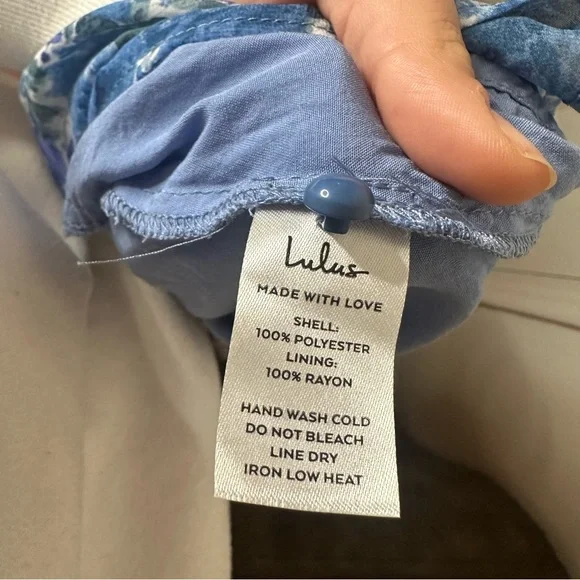 Lulus
MADE WITH LOVE
SHELL:
100% POLYESTER
LINING:
100% RAYON
HAND WASH COLD
DO NOT BLEACH
LINE DRY
IRON LOW HEAT